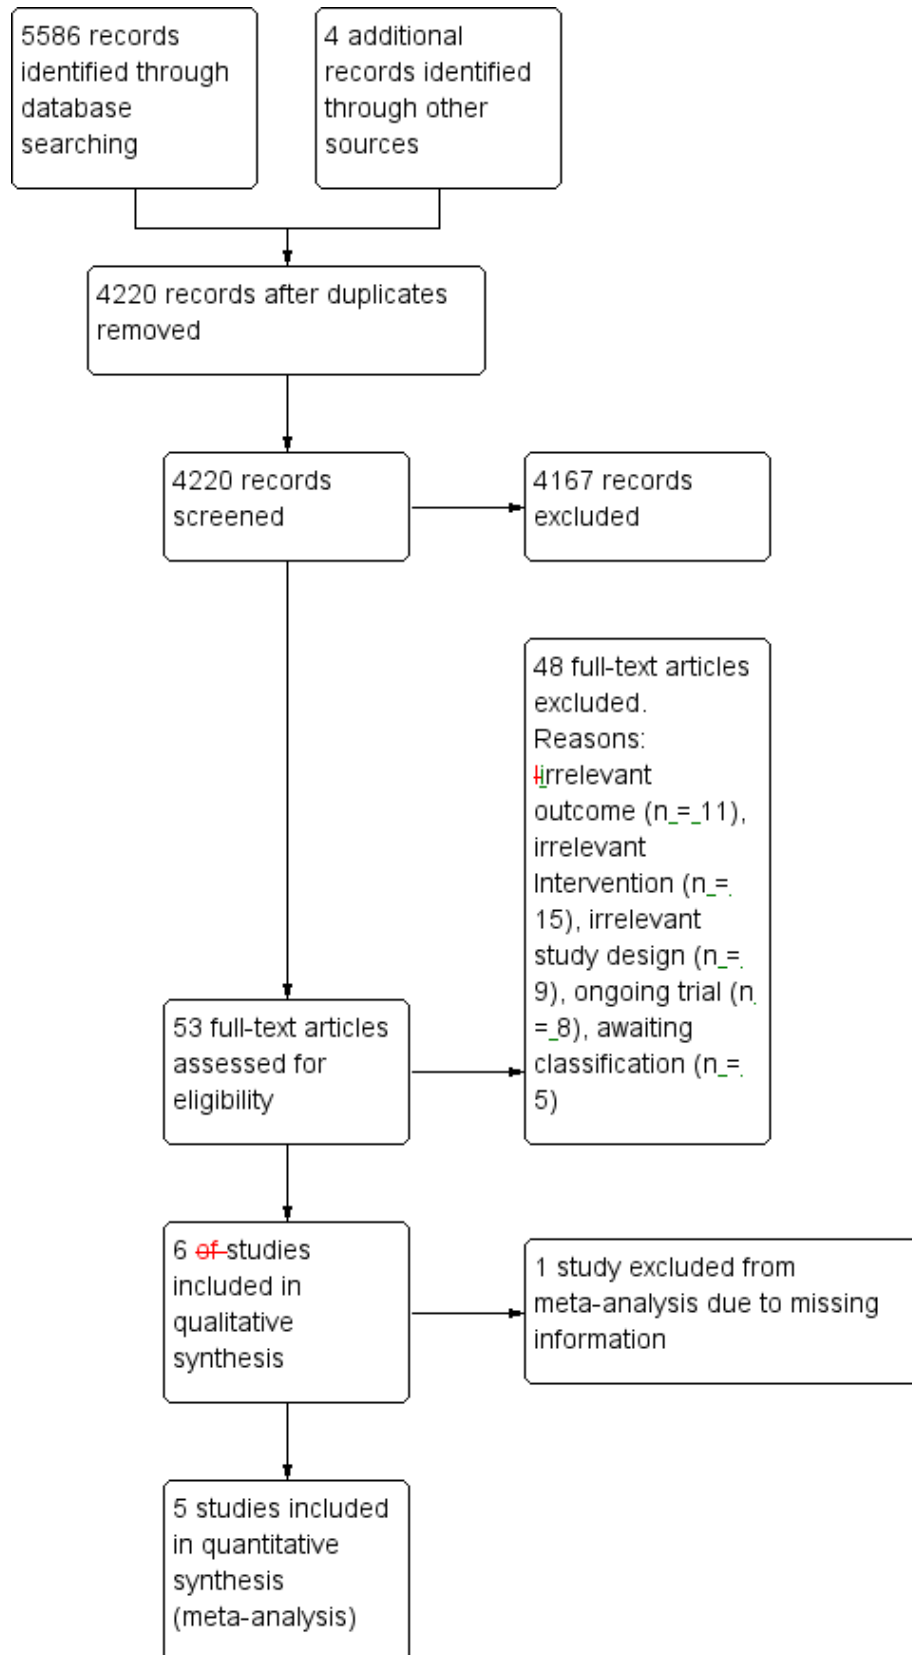 5586 records
identified through
database
searching
4 additional
records identified
through other
sources
4220 records after duplicates
removed
4220 records
screened
4167 records
excluded
48 full-text articles
excluded.
Reasons:
Iirrelevant
outcome (n = 11),
irrelevant
Intervention (n =
15), irrelevant
study design (n =
9), ongoing trial (n
= 8), awaiting
classification (n =
5)
53 full-text articles
assessed for
eligibility
6 of studies
included in
qualitative
synthesis
1 study excluded from
meta-analysis due to missing
information
5 studies included
in quantitative
synthesis
(meta-analysis)